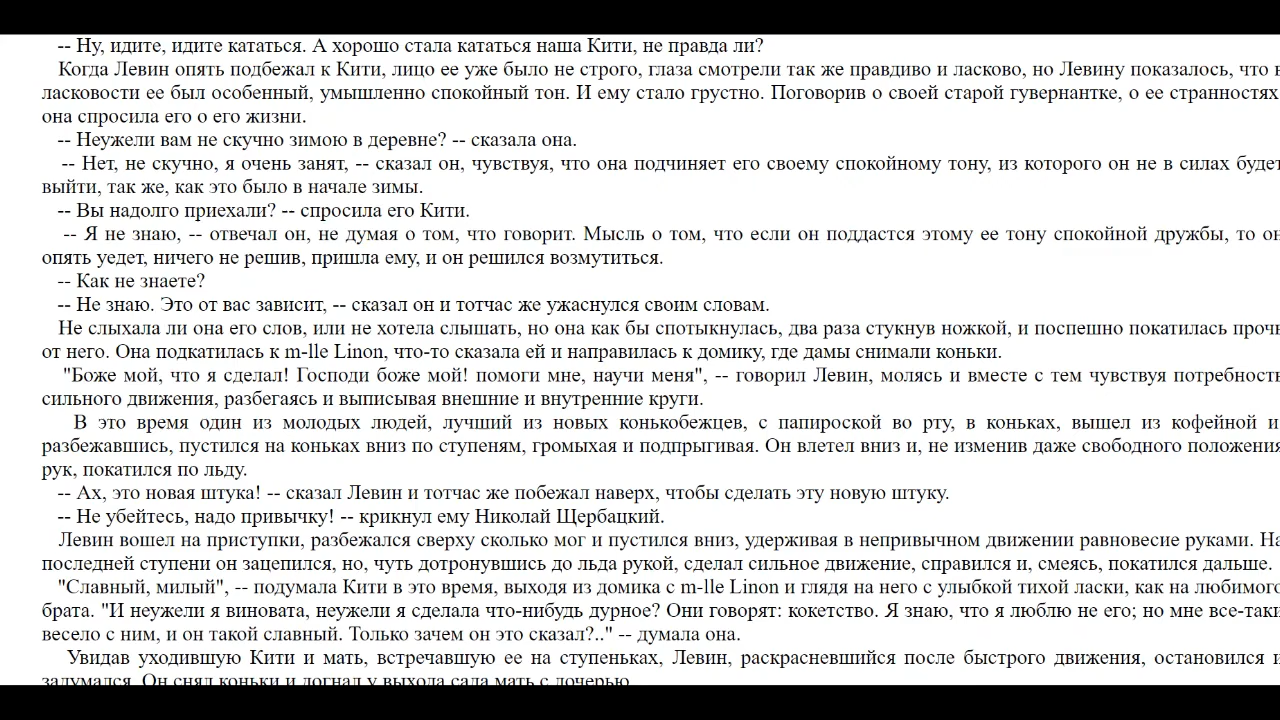 -- Ну, идите, идите кататься. А хорошо стала кататься наша Кити, не правда ли?
Когда Левин опять подбежал к Кити, лицо ее уже было не строго, глаза смотрели так же правдиво и ласково, но Левину показалось, что в
ласковости ее был особенный, умышленно спокойный тон. И ему стало грустно. Поговорив о своей старой гувернантке, о ее странностях,
она спросила его о его жизни.
-- Неужели вам не скучно зимою в деревне? -- сказала она.
-- Нет, не скучно, я очень занят, -- сказал он, чувствуя, что она подчиняет его своему спокойному тону, из которого он не в силах будет
выйти, так же, как это было в начале зимы.
-- Вы надолго приехали? -- спросила его Кити.
-- Я не знаю, -- отвечал он, не думая о том, что говорит. Мысль о том, что если он поддастся этому ее тону спокойной дружбы, то он
опять уедет, ничего не решив, пришла ему, и он решился возмутиться.
-- Как не знаете?
-- Не знаю. Это от вас зависит, -- сказал он и тотчас же ужаснулся своим словам.
Не слыхала ли она его слов, или не хотела слышать, но она как бы спотыкнулась, два раза стукнув ножкой, и поспешно покатилась прочь
от него. Она подкатилась к m-lle Linon, что-то сказала ей и направилась к домику, где дамы снимали коньки.
"Боже мой, что я сделал! Господи боже мой! помоги мне, научи меня", -- говорил Левин, молясь и вместе с тем чувствуя потребность
сильного движения, разбегаясь и выписывая внешние и внутренние круги.
В это время один из молодых людей, лучший из новых конькобежцев, с папироской во рту, в коньках, вышел из кофейной и,
разбежавшись, пустился на коньках вниз по ступеням, громыхая и подпрыгивая. Он влетел вниз и, не изменив даже свободного положения
рук, покатился по льду.
-- Ах, это новая штука! -- сказал Левин и тотчас же побежал наверх, чтобы сделать эту новую штуку.
-- Не убейтесь, надо привычку! -- крикнул ему Николай Щербацкий.
Левин вошел на приступки, разбежался сверху сколько мог и пустился вниз, удерживая в непривычном движении равновесие руками. На
последней ступени он зацепился, но, чуть дотронувшись до льда рукой, сделал сильное движение, справился и, смеясь, покатился дальше.
"Славный, милый", -- подумала Кити в это время, выходя из домика с m-lle Linon и глядя на него с улыбкой тихой ласки, как на любимого
брата. "И неужели я виновата, неужели я сделала что-нибудь дурное? Они говорят: кокетство. Я знаю, что я люблю не его; но мне все-таки
весело с ним, и он такой славный. Только зачем он это сказал?.." -- думала она.
Увидав уходившую Кити и мать, встречавшую ее на ступеньках, Левин, раскрасневшийся после быстрого движения, остановился и
задумался. Он снял коньки и догнал у выхода сада мать с дочерью.